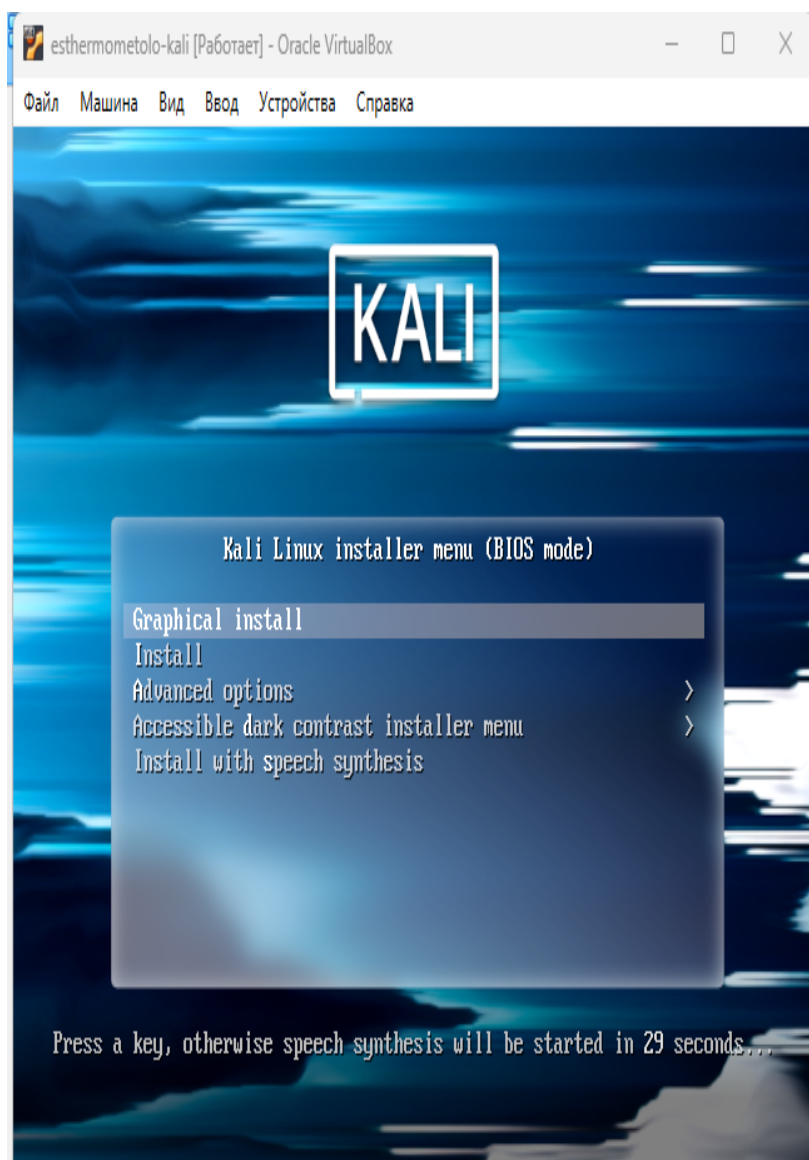 esthermometolo-kali [Работает] - Oracle VirtualBox
Файл Машина Вид Ввод Устройства Справка
KALI
Kali Linux installer menu (BIOS mode)
Graphical install
Install
Advanced options >
Accessible dark contrast installer menu >
Install with speech synthesis
Press a key, otherwise speech synthesis will be started in 29 seconds...